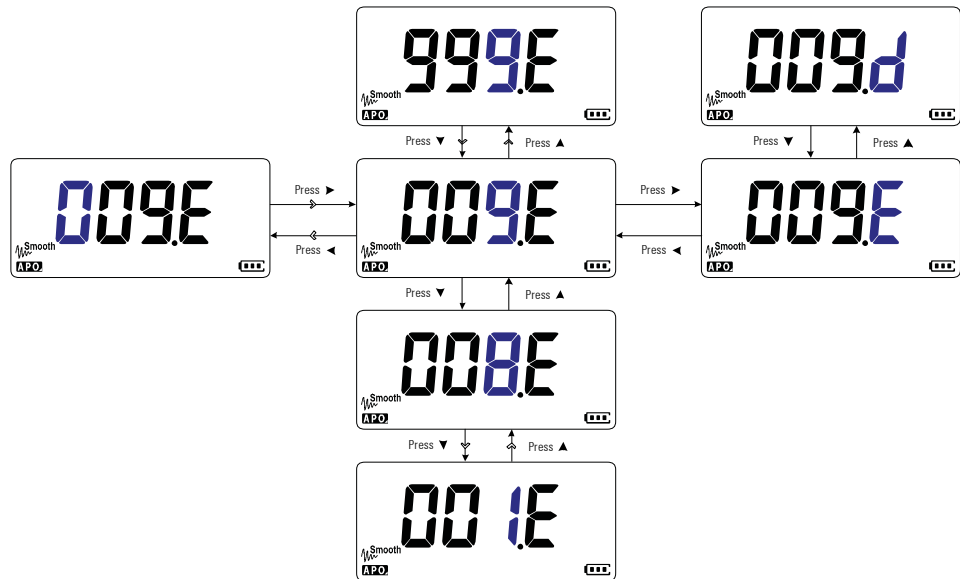 999.E
Smooth
APO
009.d
Smooth
APO
Press ▼
Press ▲
Press ▼
Press ▲
009.E
Smooth
APO
Press ►
Press ◄
009.E
Smooth
APO
Press ►
Press ◄
009.E
Smooth
APO
Press ▼
Press ▲
008.E
Smooth
APO
Press ▼
Press ▲
001.E
Smooth
APO